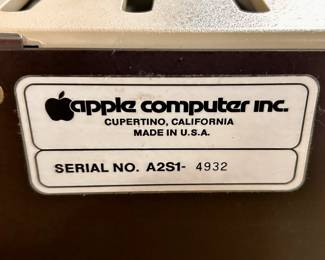 apple computer inc.
CUPERTINO, CALIFORNIA
MADE IN U.S.A.
SERIAL NO. A2S1- 4932